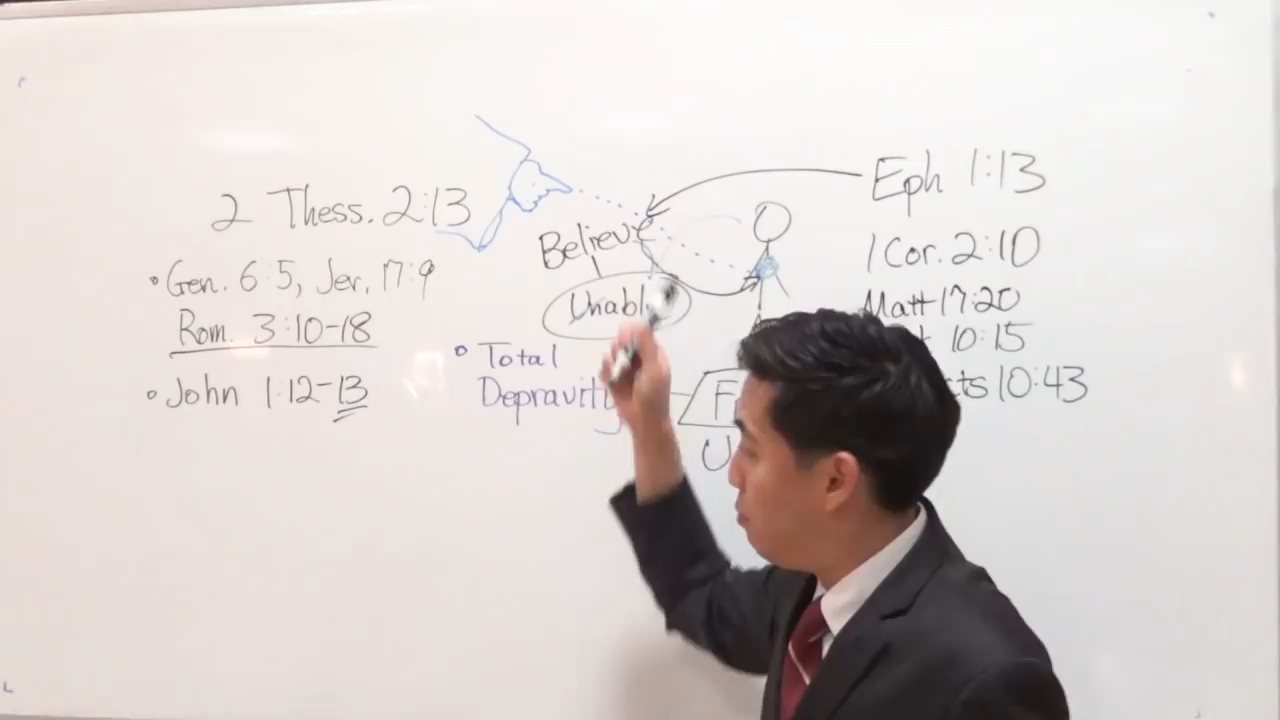 2 Thess. 2:13
• Gen. 6:5, Jer. 17:9
Rom. 3:10-18
• John 1:12-13
Believe
• Total
Depravity
Eph 1:13
1 Cor. 2:10
Matt 17:20
10:15
10:43